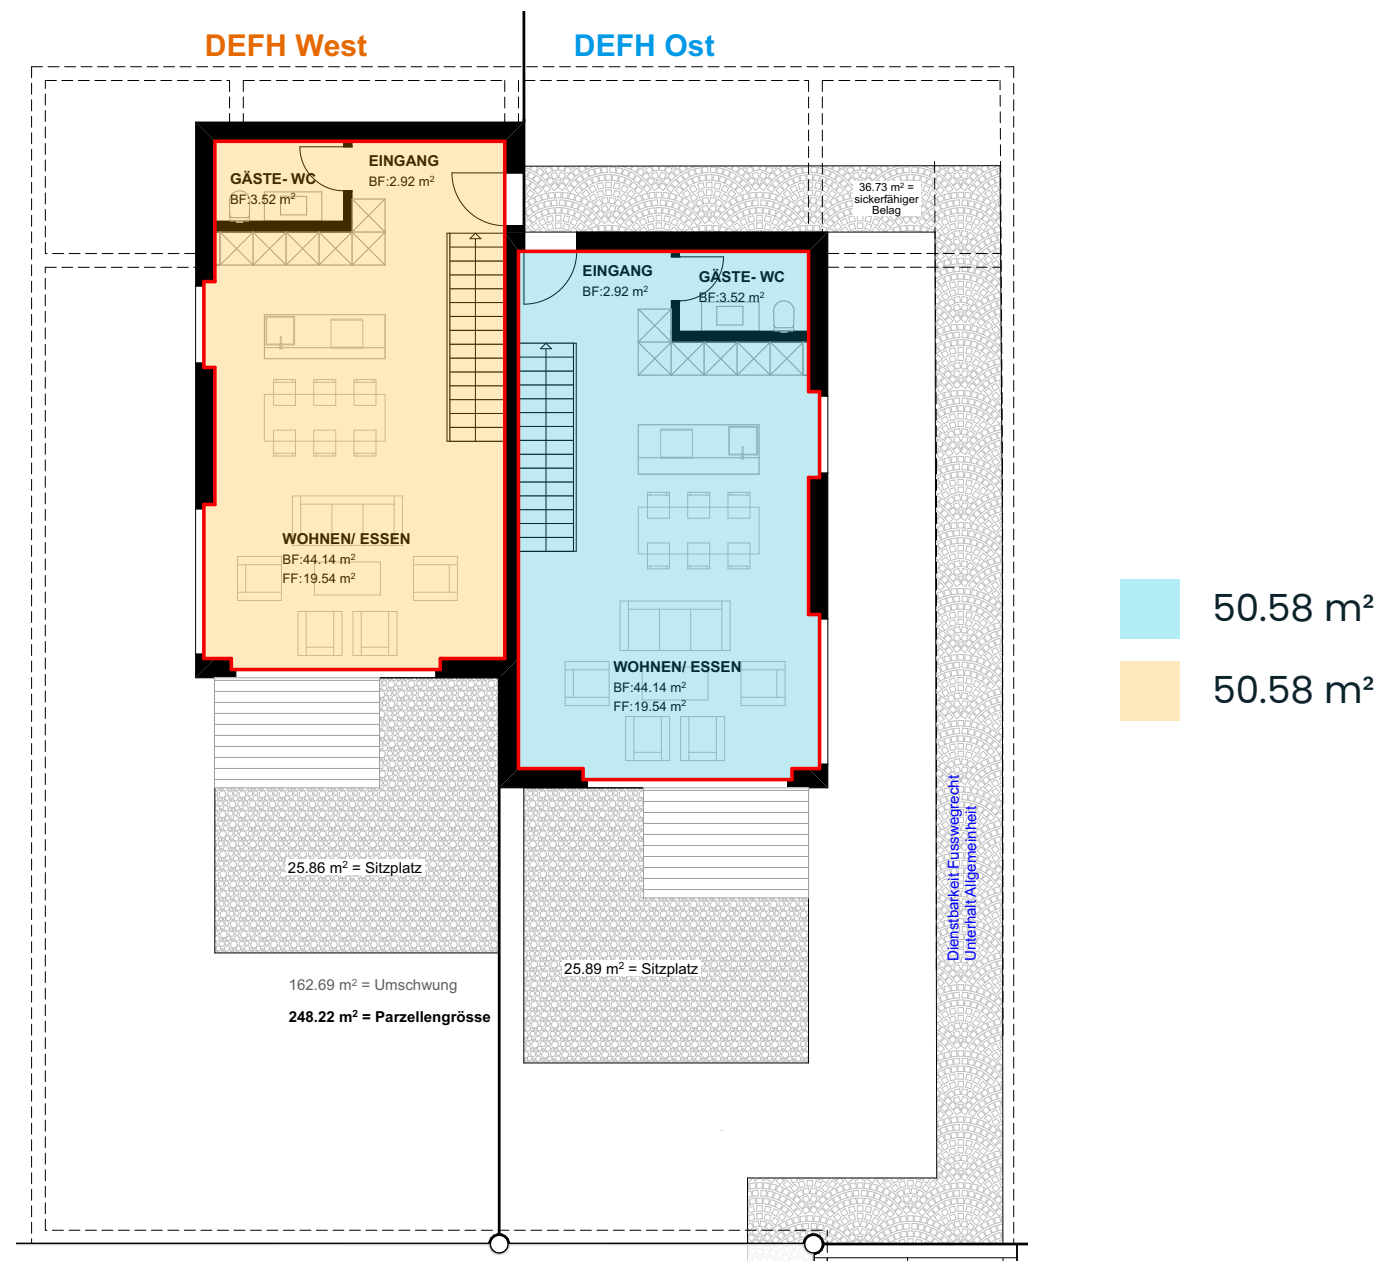 DEFH West
DEFH Ost
EINGANG
BF:2.92 m²
GÄSTE- WC
BF:3.52 m²
36.73 m² =
sickerfähiger
Belag
EINGANG
BF:2.92 m²
GÄSTE- WC
BF:3.52 m²
WOHNEN/ ESSEN
BF:44.14 m²
FF:19.54 m²
WOHNEN/ ESSEN
BF:44.14 m²
FF:19.54 m²
50.58 m²
50.58 m²
25.86 m² = Sitzplatz
25.89 m² = Sitzplatz
162.69 m² = Umschwung
248.22 m² = Parzellengrösse
Dienstbarkeit Fusswegrecht
Unterhalt Allgemeinheit